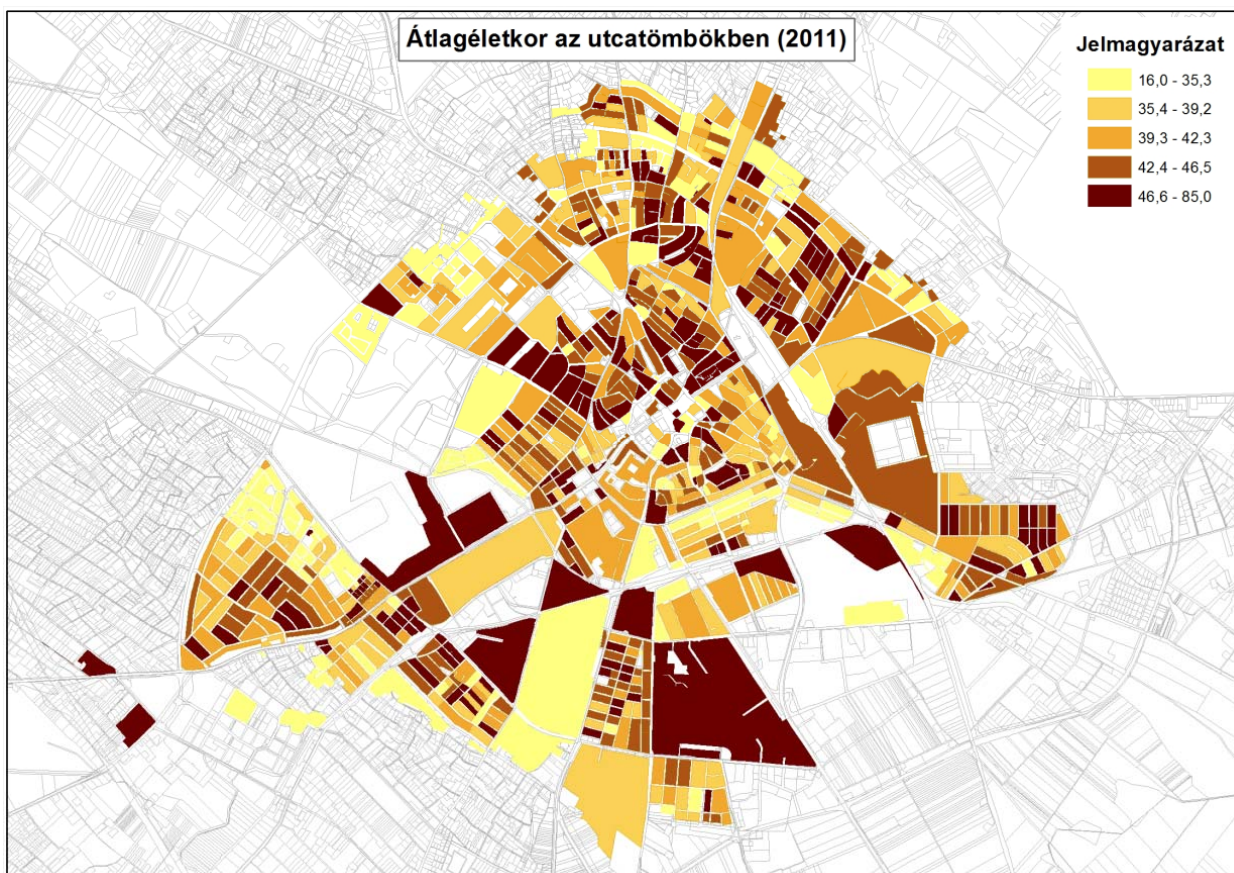 Átlagéletkor az utcatömbökben (2011)
Jelmagyarázat
16,0 - 35,3
35,4 - 39,2
39,3 - 42,3
42,4 - 46,5
46,6 - 85,0